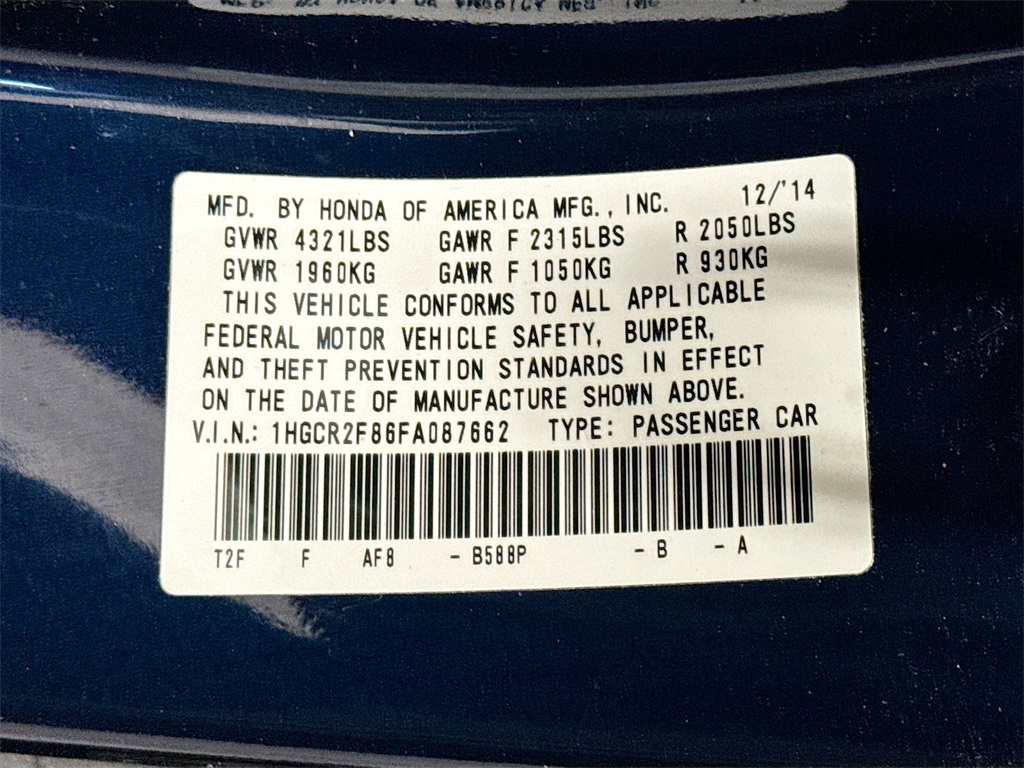 MFD. BY HONDA OF AMERICA MFG., INC. 12/'14
GVWR 4321LBS GAWR F 2315LBS R 2050LBS
GVWR 1960KG GAWR F 1050KG R 930KG
THIS VEHICLE CONFORMS TO ALL APPLICABLE
FEDERAL MOTOR VEHICLE SAFETY, BUMPER,
AND THEFT PREVENTION STANDARDS IN EFFECT
ON THE DATE OF MANUFACTURE SHOWN ABOVE.
V.I.N.: 1HGCR2F86FA087662 TYPE: PASSENGER CAR
T2F F AF8 - B588P - B - A